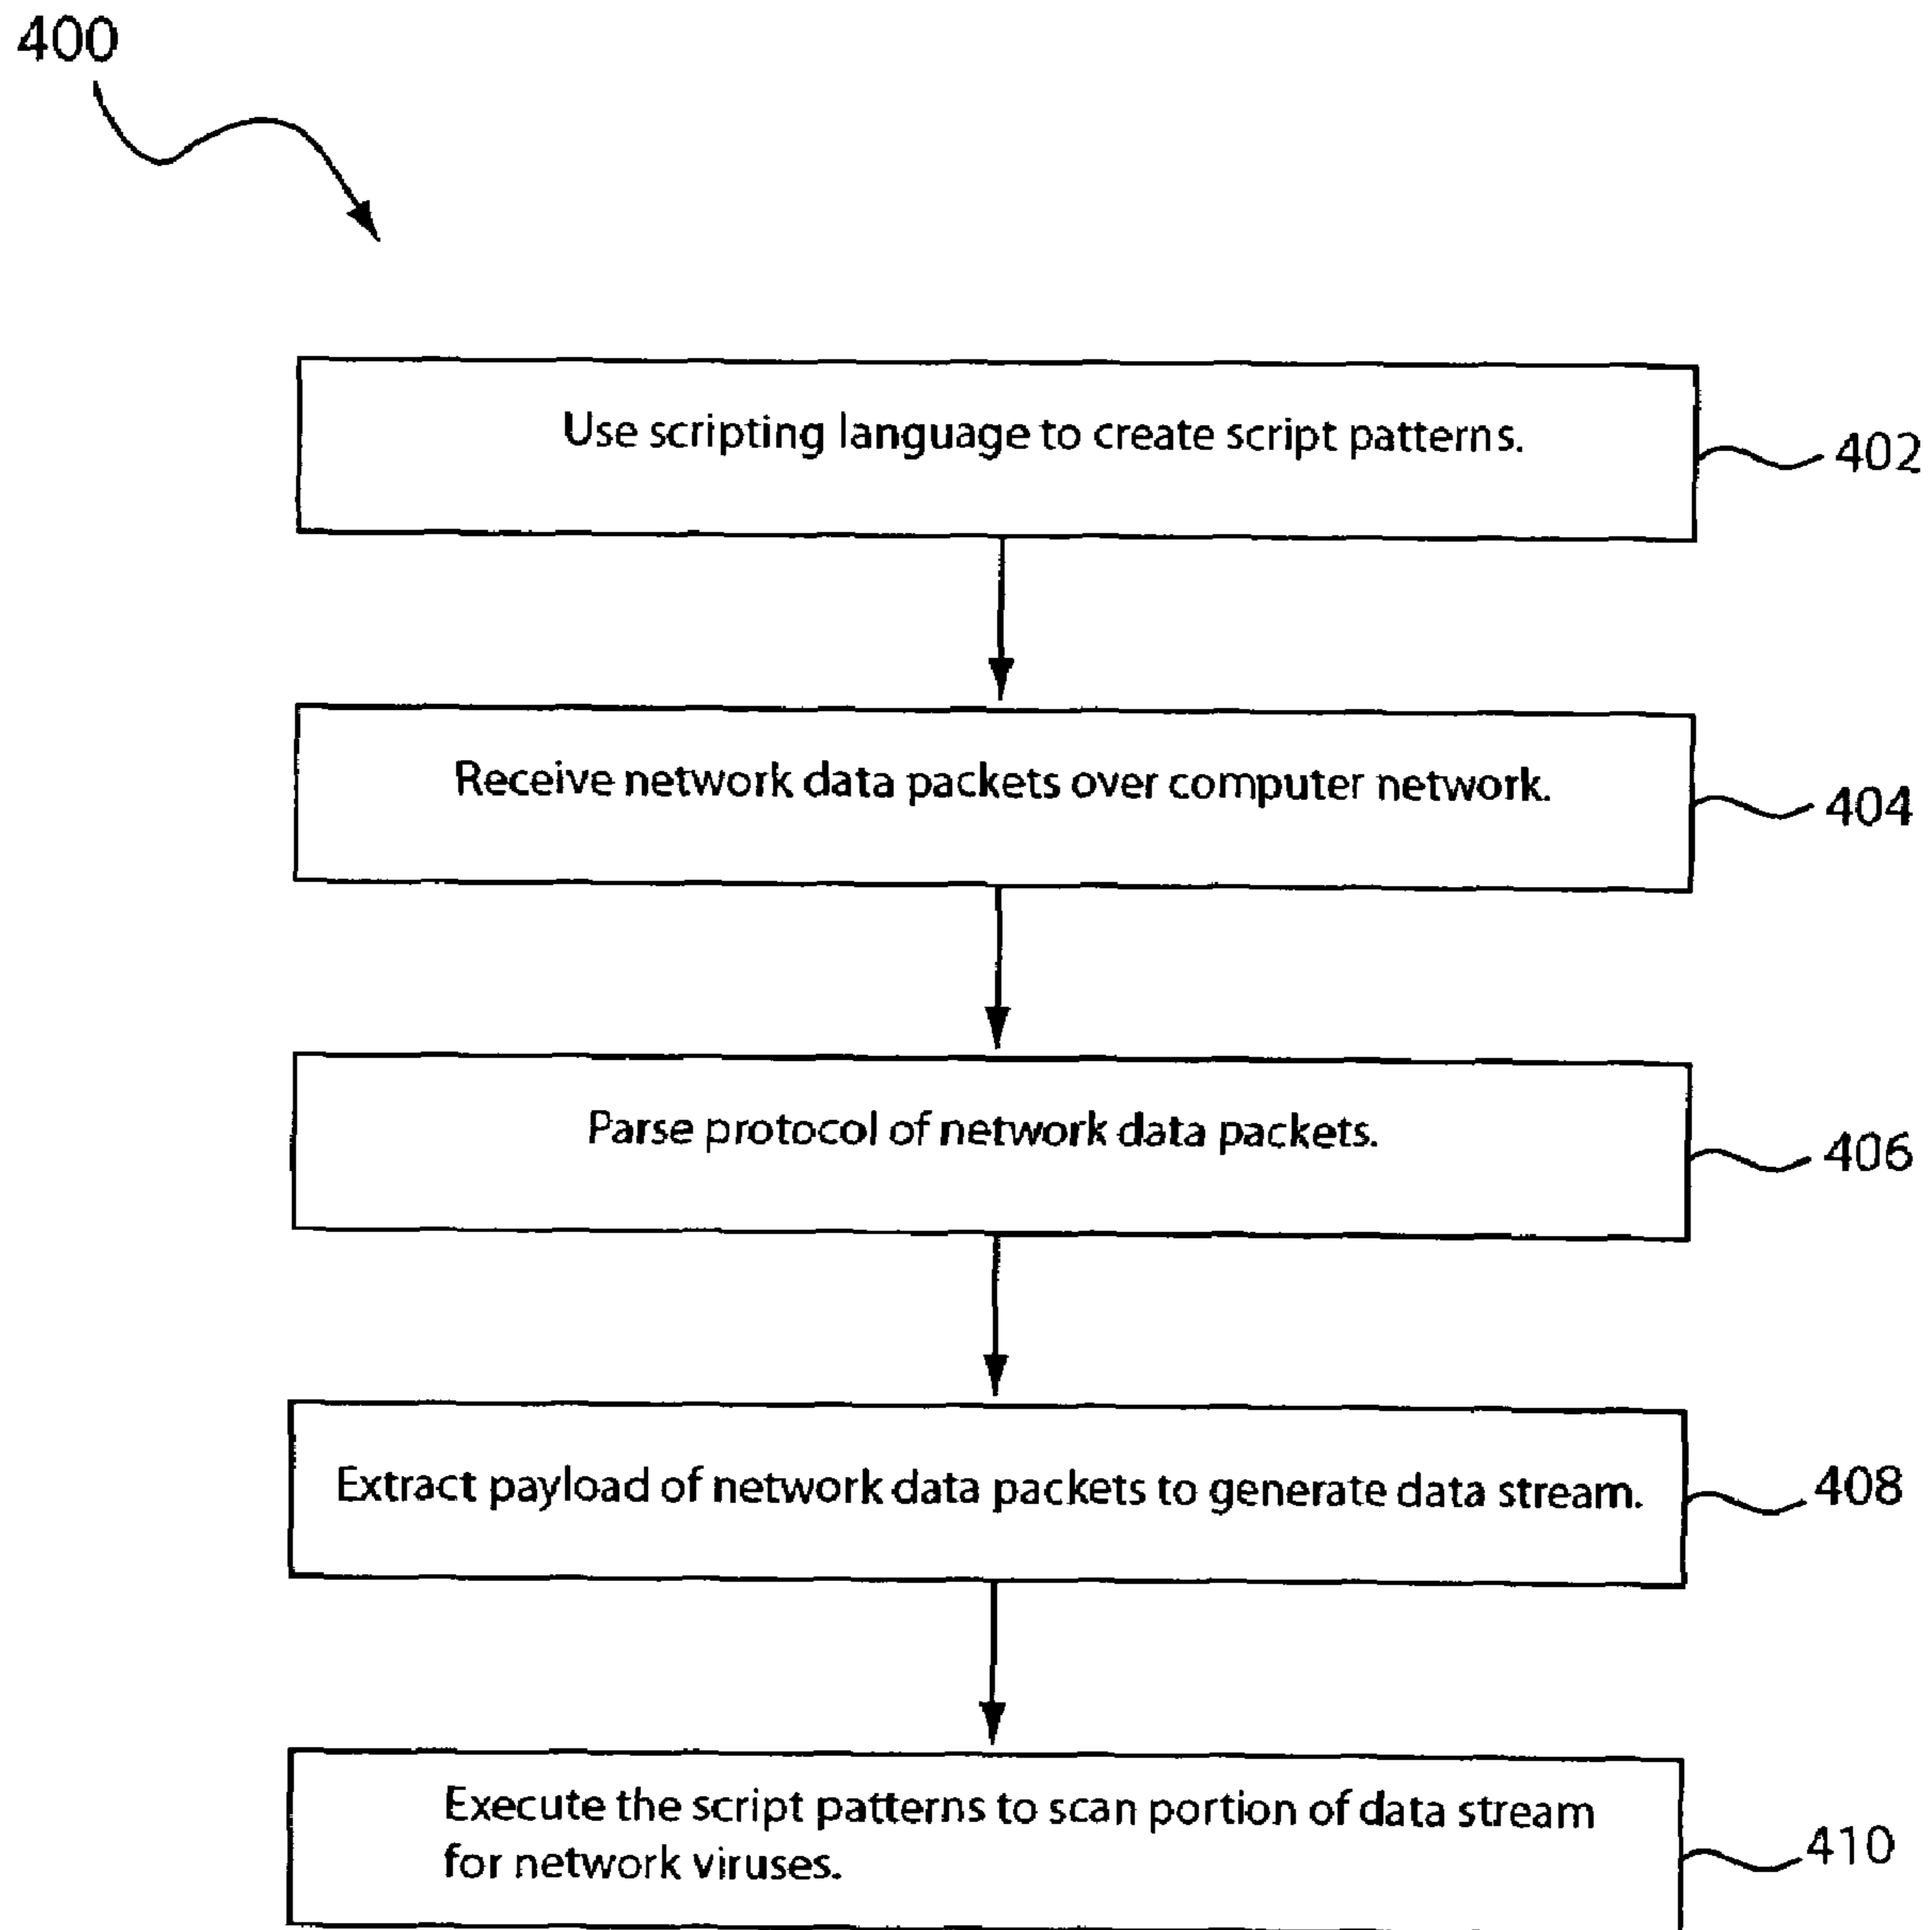 400
Use scripting language to create script patterns.
402
Receive network data packets over computer network.
404
Parse protocol of network data packets.
406
Extract payload of network data packets to generate data stream.
408
Execute the script patterns to scan portion of data stream
for network viruses.
410